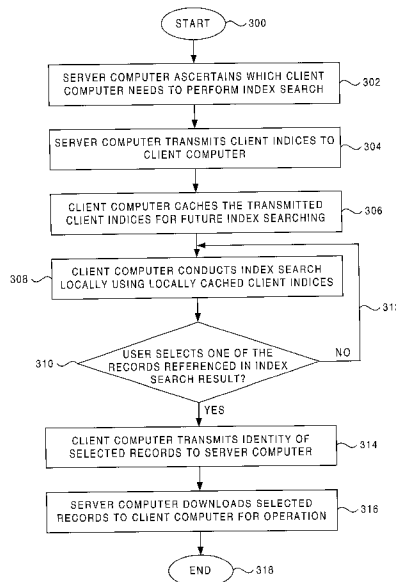 START
300
SERVER COMPUTER ASCERTAINS WHICH CLIENT
COMPUTER NEEDS TO PERFORM INDEX SEARCH
302
SERVER COMPUTER TRANSMITS CLIENT INDICES TO
CLIENT COMPUTER
304
CLIENT COMPUTER CACHES THE TRANSMITTED
CLIENT INDICES FOR FUTURE INDEX SEARCHING
306
308
CLIENT COMPUTER CONDUCTS INDEX SEARCH
LOCALLY USING LOCALLY CACHED CLIENT INDICES
312
310
USER SELECTS ONE OF THE
RECORDS REFERENCED IN INDEX
SEARCH RESULT?
NO
YES
CLIENT COMPUTER TRANSMITS IDENTITY OF
SELECTED RECORDS TO SERVER COMPUTER
314
SERVER COMPUTER DOWNLOADS SELECTED
RECORDS TO CLIENT COMPUTER FOR OPERATION
316
END
318